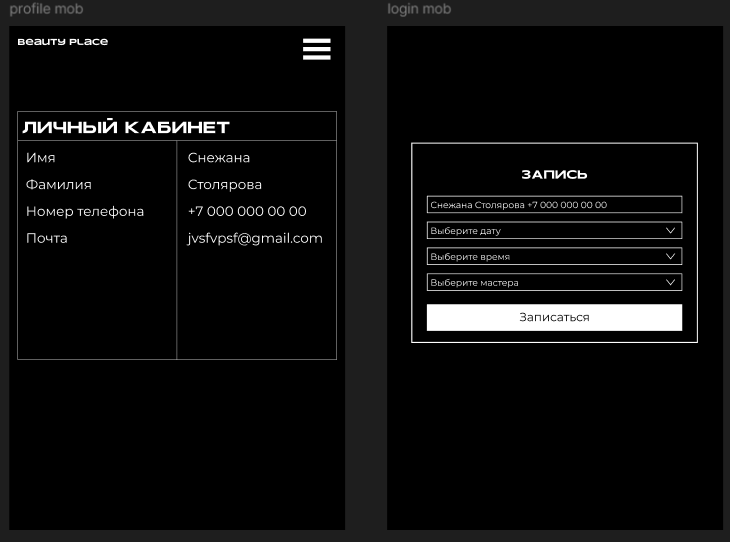 profile mob
BEAUTY PLACE
ЛИЧНЫЙ КАБИНЕТ
Имя Снежана
Фамилия Столярова
Номер телефона +7 000 000 00 00
Почта jvsfvpsf@gmail.com
login mob
ЗАПИСЬ
Снежана Столярова +7 000 000 00 00
Выберите дату
Выберите время
Выберите мастера
Записаться